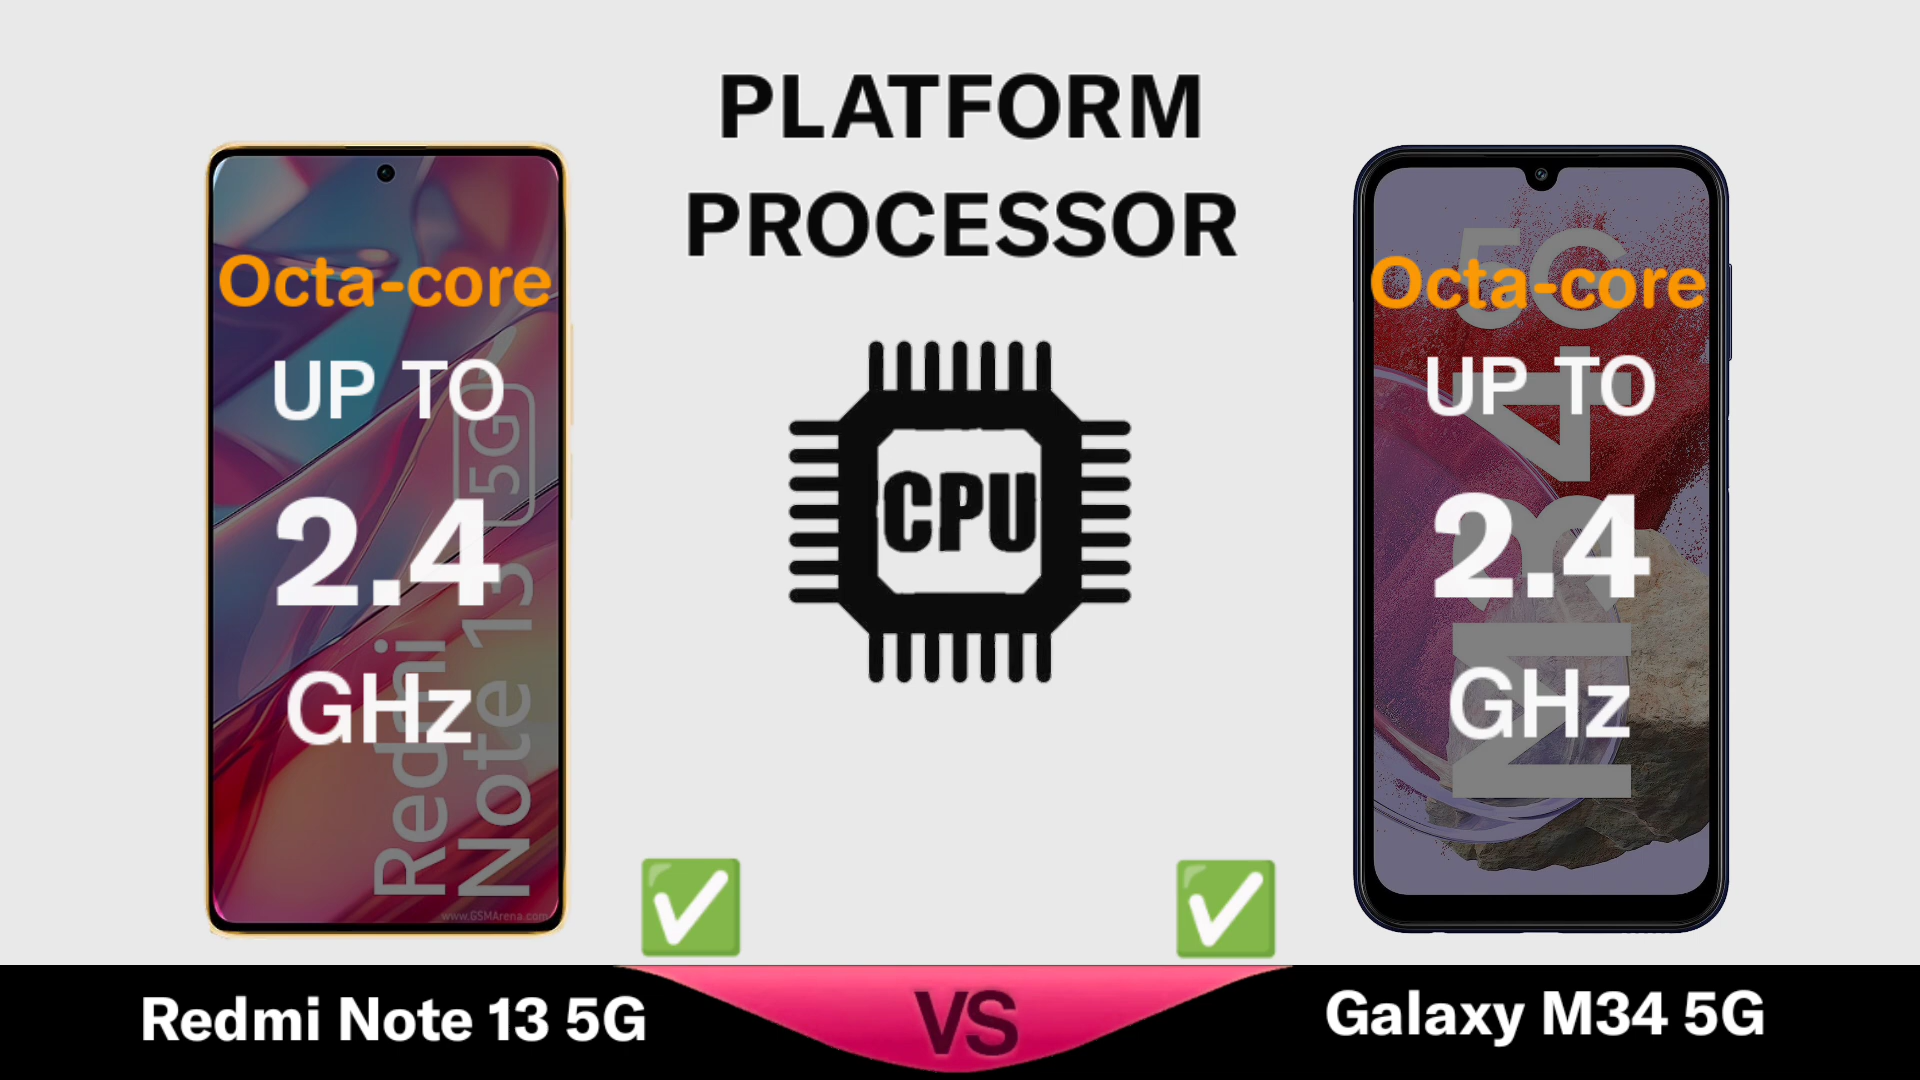 PLATFORM
PROCESSOR
Octa-core
UP TO
2.4
GHz
Redmi
Note 13 5G
www.GSMArena.com
CPU
Octa-core
UP TO
2.4
GHz
M34 5G
Redmi Note 13 5G
VS
Galaxy M34 5G